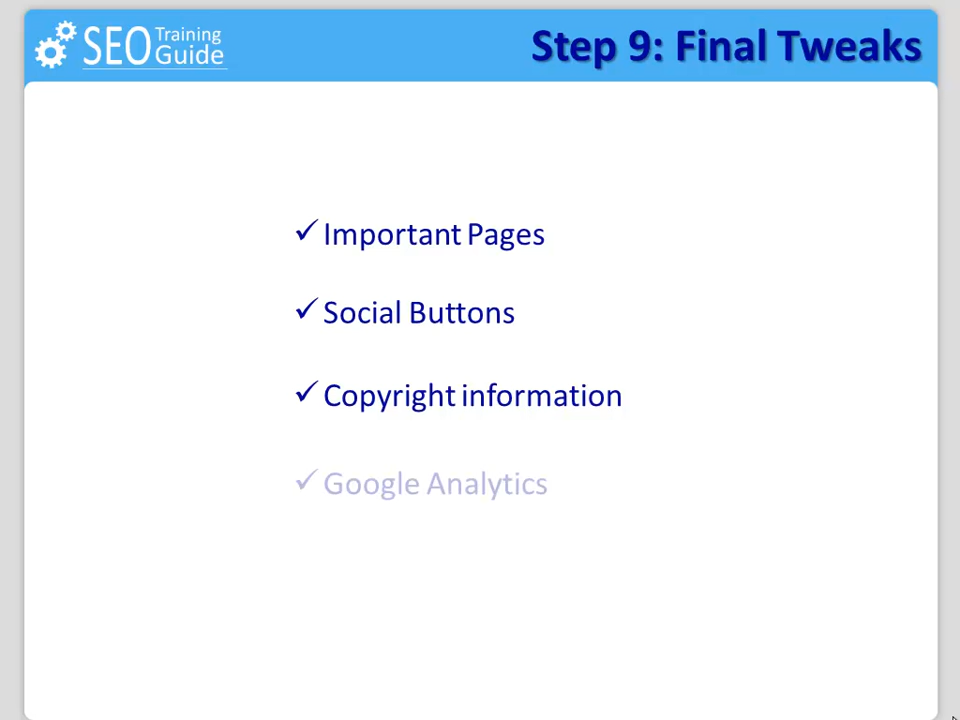 SEO Training Guide
Step 9: Final Tweaks
✓ Important Pages
✓ Social Buttons
✓ Copyright information
✓ Google Analytics